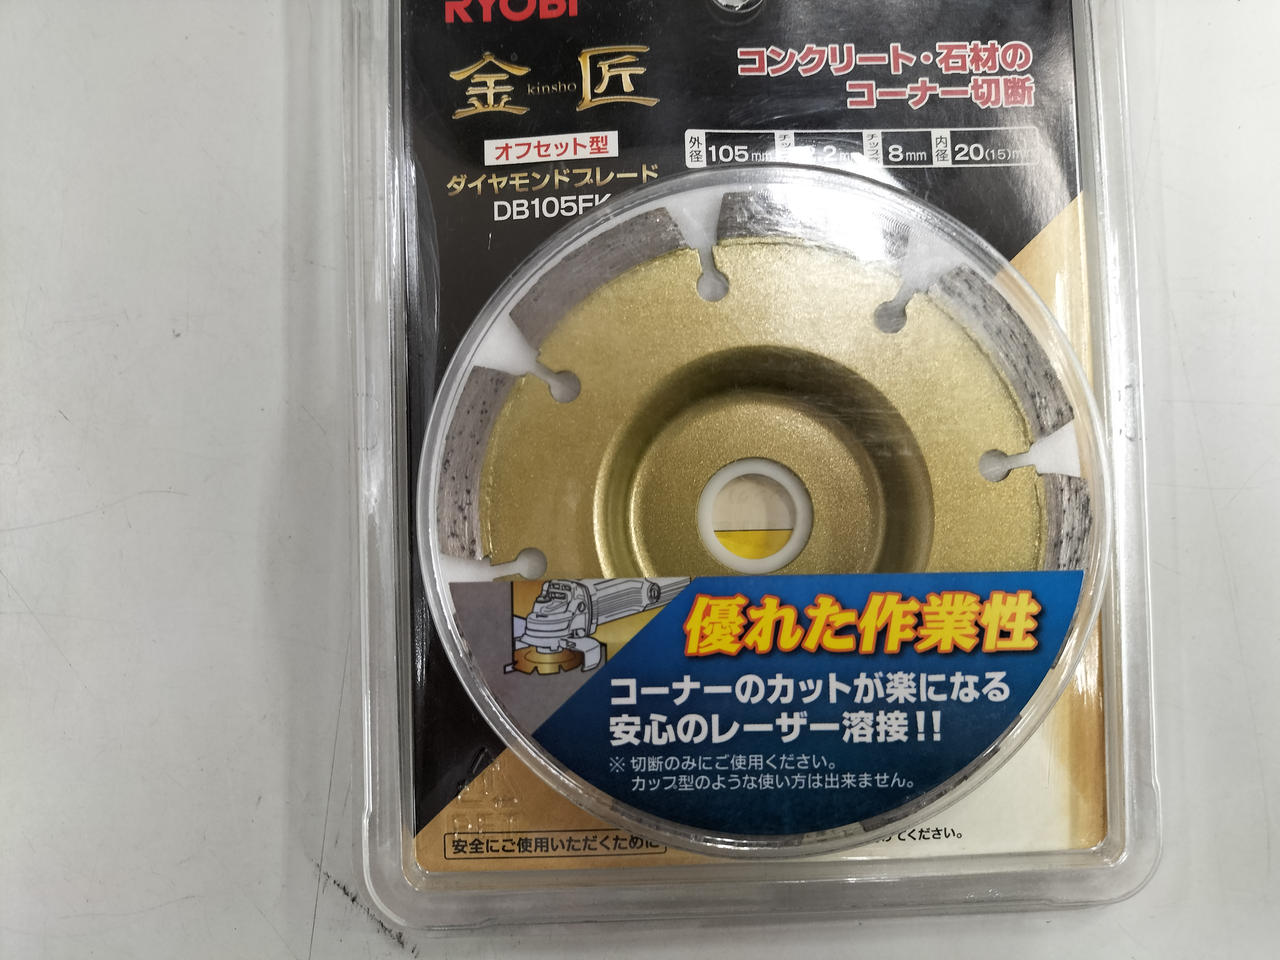 RYOBI
金匠
kinsho
コンクリート・石材の
コーナー切断
オフセット型
ダイヤモンドブレード
外径 105mm 8mm 内径 20(15)mm
優れた作業性
コーナーのカットが楽になる
安心のレーザー溶接!!
※ 切断のみにご使用ください。
カップ型のような使い方は出来ません。
安全にご使用いただくために
てください。